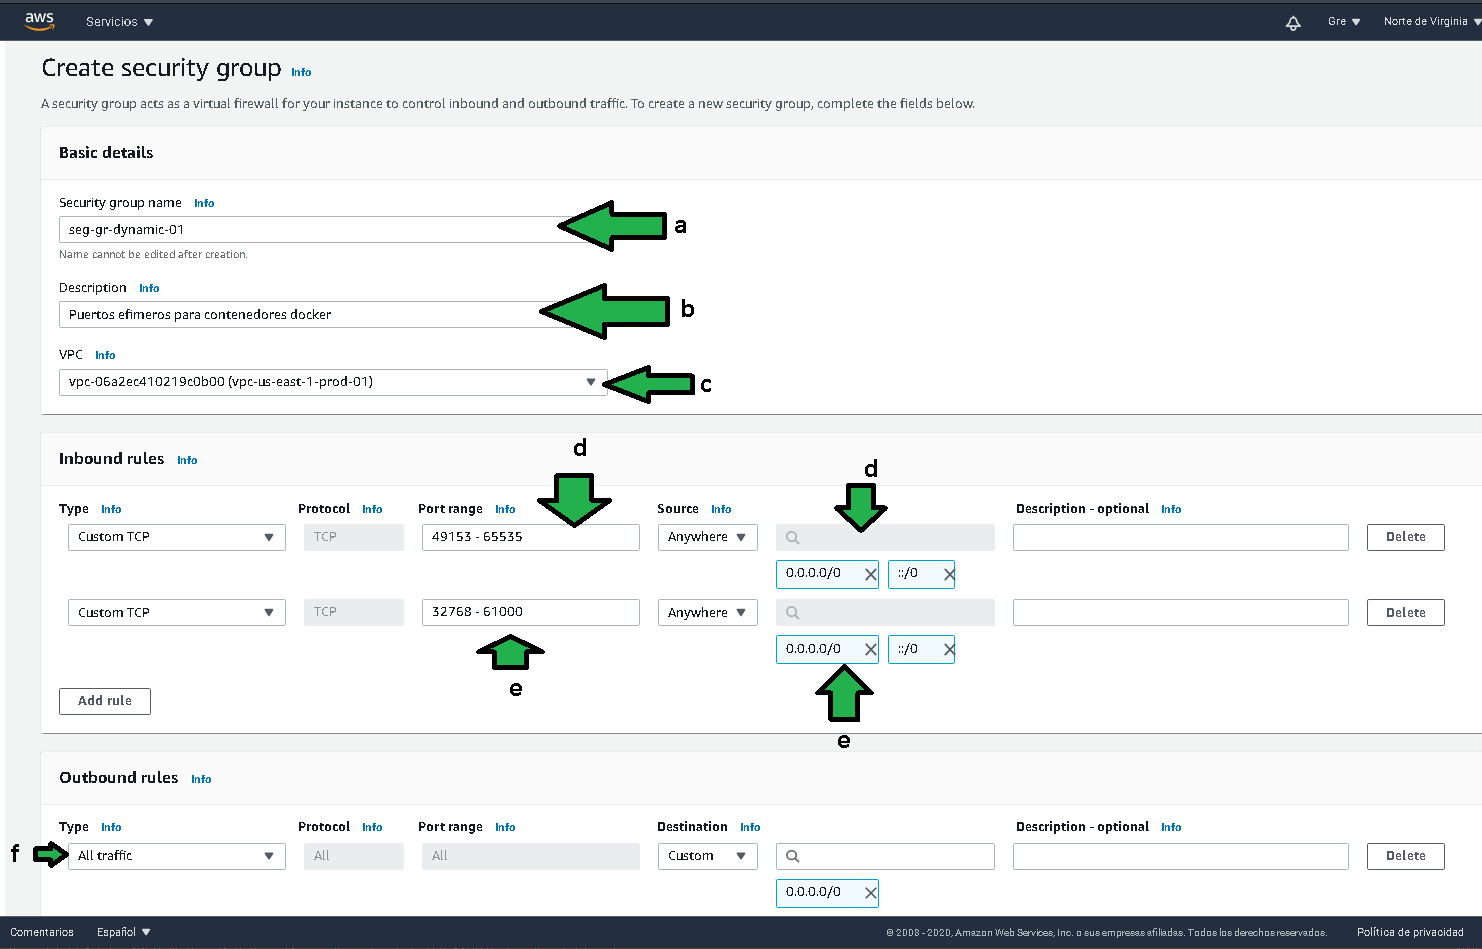 aws Servicios Gre Norte de Virginia
Create security group Info
A security group acts as a virtual firewall for your instance to control inbound and outbound traffic. To create a new security group, complete the fields below.
Basic details
Security group name Info
seg-gr-dynamic-01 a
Name cannot be edited after creation.
Description Info
Puertos efimeros para contenedores docker b
VPC Info
vpc-06a2ec410219c0b00 (vpc-us-east-1-prod-01) c
Inbound rules Info
d d
Type Info Protocol Info Port range Info Source Info Description - optional Info
Custom TCP TCP 49153 - 65535 Anywhere Delete
0.0.0.0/0 ::/0
Custom TCP TCP 32768 - 61000 Anywhere Delete
0.0.0.0/0 ::/0
e e
Add rule
Outbound rules Info
Type Info Protocol Info Port range Info Destination Info Description - optional Info
f All traffic All All Custom Delete
0.0.0.0/0
Comentarios Español © 2008 - 2020, Amazon Web Services, Inc. o sus empresas afiliadas. Todos los derechos reservados. Política de privacidad